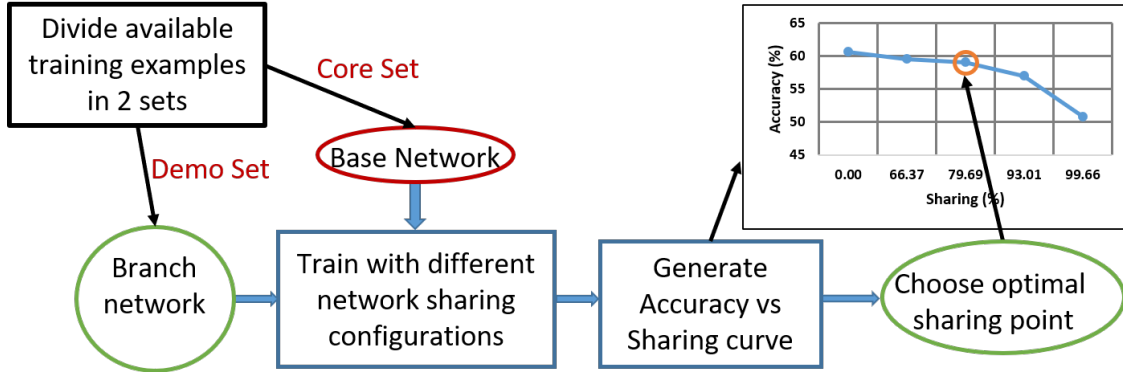 Divide available
training examples
in 2 sets
Core Set
Demo Set
Base Network
Branch
network
Train with different
network sharing
configurations
Generate
Accuracy vs
Sharing curve
Choose optimal
sharing point
Accuracy (%)
65
60
55
50
45
0.00 66.37 79.69 93.01 99.66
Sharing (%)